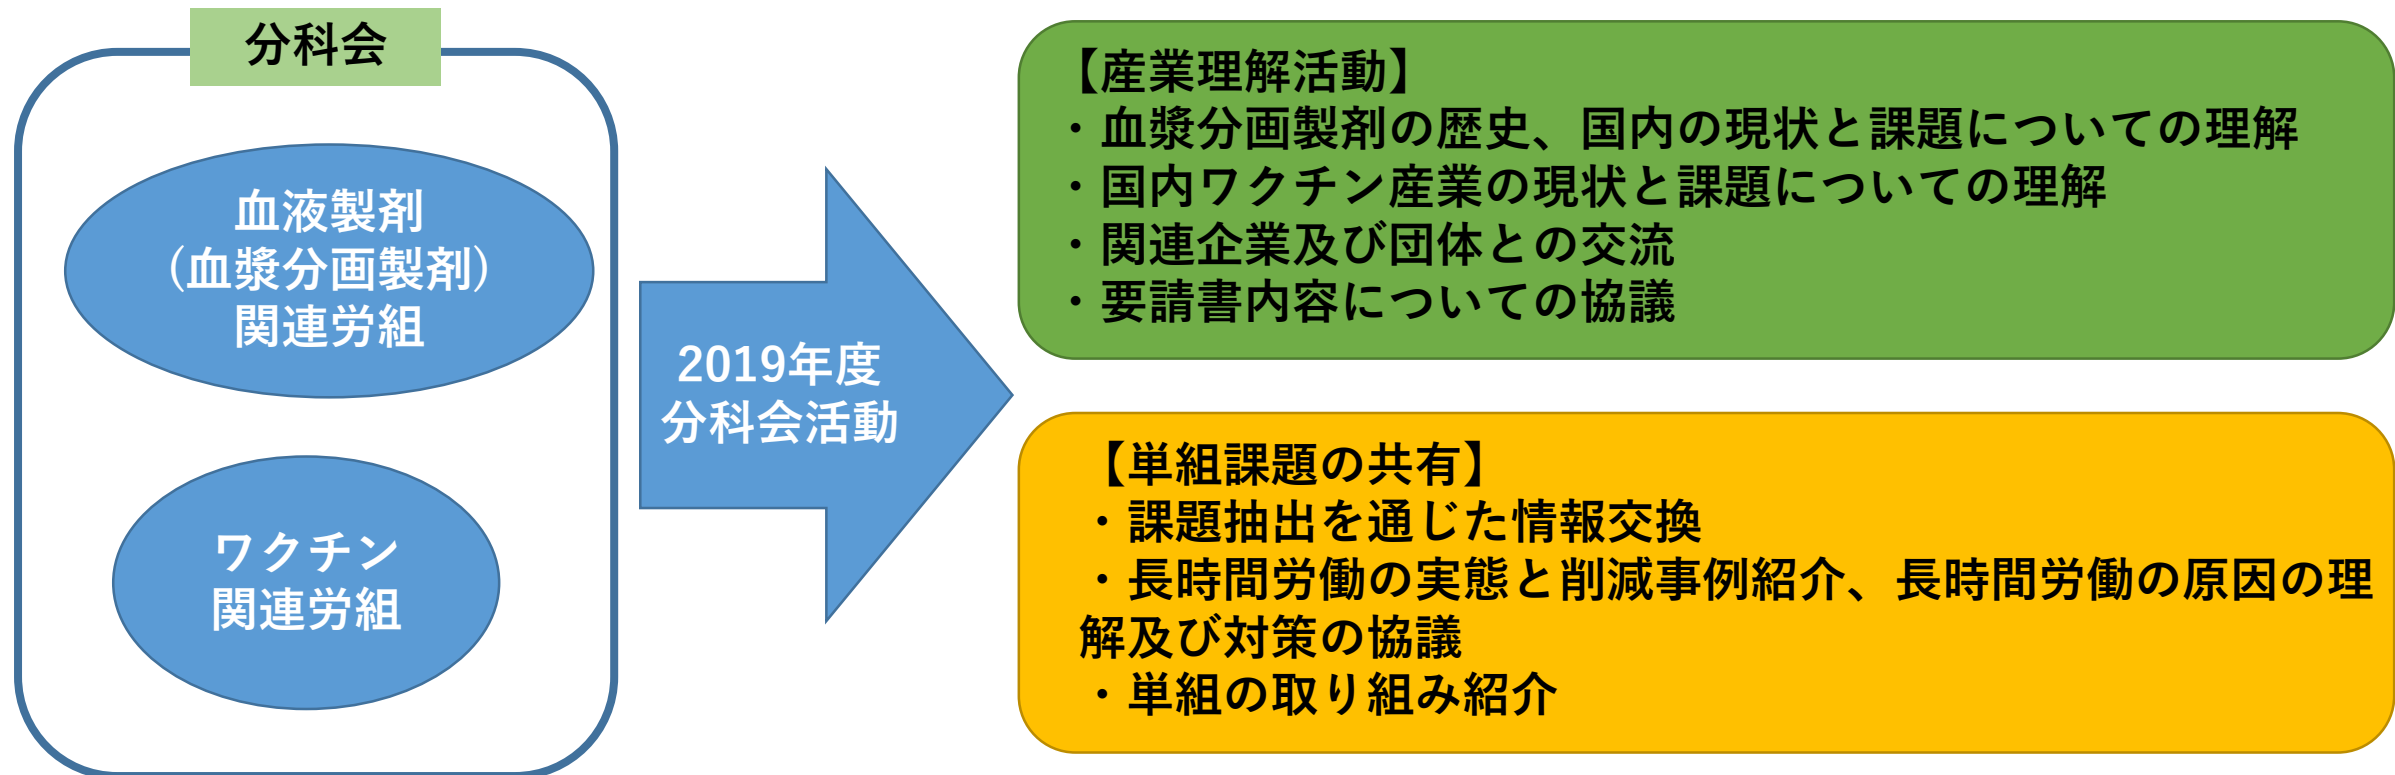 分科会
血液製剤
（血漿分画製剤）
関連労組
ワクチン
関連労組
2019年度
分科会活動
【産業理解活動】
・血漿分画製剤の歴史、国内の現状と課題についての理解
・国内ワクチン産業の現状と課題についての理解
・関連企業及び団体との交流
・要請書内容についての協議
【単組課題の共有】
・課題抽出を通じた情報交換
・長時間労働の実態と削減事例紹介、長時間労働の原因の理
解及び対策の協議
・単組の取り組み紹介